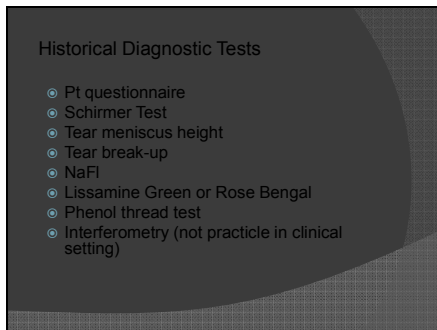 Historical Diagnostic Tests
Pt questionnaire
Schirmer Test
Tear meniscus height
Tear break-up
NaFl
Lissamine Green or Rose Bengal
Phenol thread test
Interferometry (not practicle in clinical
setting)